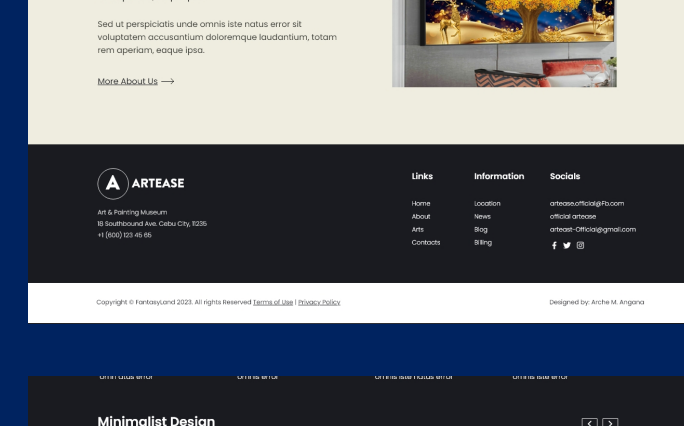 Sed ut perspiciatis unde omnis iste natus error sit
voluptatem accusantium doloremque laudantium, totam
rem aperiam, eaque ipsa.
More About Us
A ARTEASE
Art & Painting Museum
18 Southbound Ave. Cebu City, 11235
+1 (600) 123 45 65
Links
Home
About
Arts
Contacts
Information
Location
News
Blog
Billing
Socials
artease.official@Fb.com
official artease
arteast-Official@gmail.com
Copyright © FantasyLand 2023. All rights Reserved Terms of Use | Privacy Policy
Designed by: Arche M. Angana
omnis error
omnis iste natus error
omnis iste error
Minimalist Design